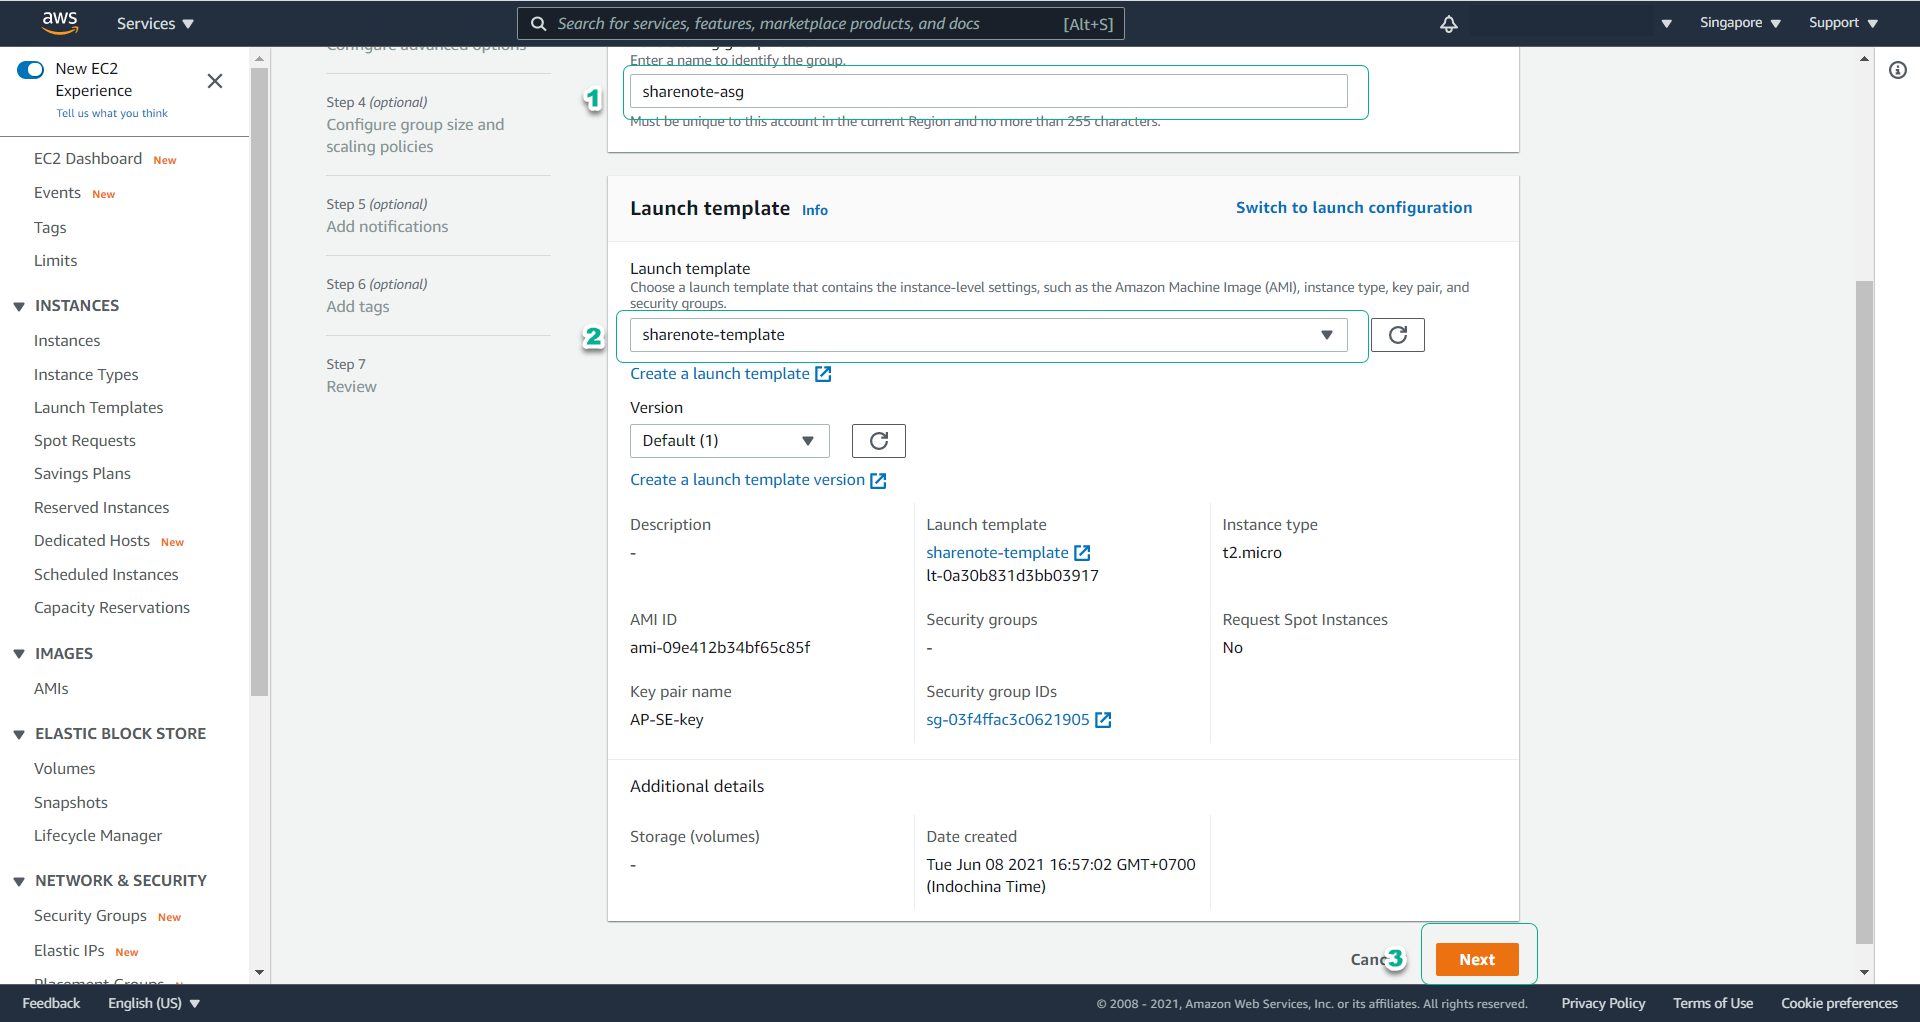 aws
Services
Search for services, features, marketplace products, and docs
[Alt+S]
Singapore
Support
New EC2
Experience
Tell us what you think
EC2 Dashboard New
Events New
Tags
Limits
INSTANCES
Instances
Instance Types
Launch Templates
Spot Requests
Savings Plans
Reserved Instances
Dedicated Hosts New
Scheduled Instances
Capacity Reservations
IMAGES
AMIs
ELASTIC BLOCK STORE
Volumes
Snapshots
Lifecycle Manager
NETWORK & SECURITY
Security Groups New
Elastic IPs New
Placement Groups
Configure advanced options
Step 4 (optional)
Configure group size and
scaling policies
Step 5 (optional)
Add notifications
Step 6 (optional)
Add tags
Step 7
Review
Enter a name to identify the group.
1
sharenote-asg
Must be unique to this account in the current Region and no more than 255 characters.
Launch template Info
Switch to launch configuration
Launch template
Choose a launch template that contains the instance-level settings, such as the Amazon Machine Image (AMI), instance type, key pair, and
security groups.
2
sharenote-template
Create a launch template
Version
Default (1)
Create a launch template version
Description
-
Launch template
sharenote-template
lt-0a30b831d3bb03917
Instance type
t2.micro
AMI ID
ami-09e412b34bf65c85f
Security groups
-
Request Spot Instances
No
Key pair name
AP-SE-key
Security group IDs
sg-03f4ffac3c0621905
Additional details
Storage (volumes)
-
Date created
Tue Jun 08 2021 16:57:02 GMT+0700
(Indochina Time)
Canc
3
Next
Feedback
English (US)
© 2008 - 2021, Amazon Web Services, Inc. or its affiliates. All rights reserved.
Privacy Policy
Terms of Use
Cookie preferences